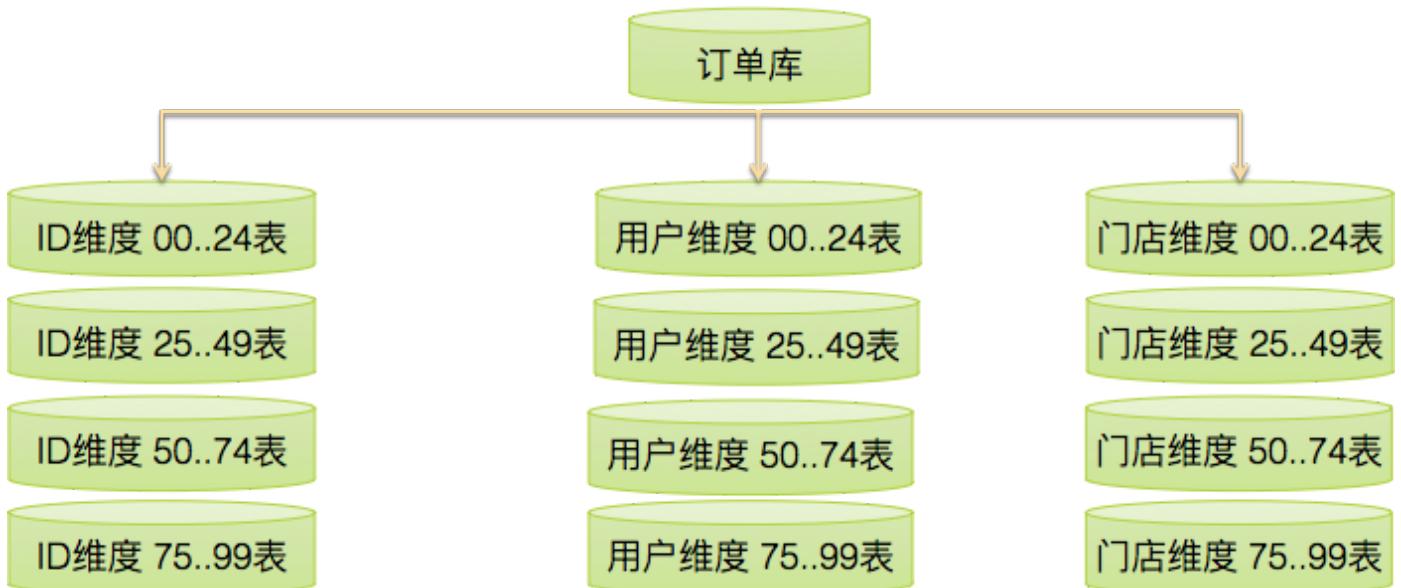 订单库
ID维度 00..24表
用户维度 00..24表
门店维度 00..24表
ID维度 25..49表
用户维度 25..49表
门店维度 25..49表
ID维度 50..74表
用户维度 50..74表
门店维度 50..74表
ID维度 75..99表
用户维度 75..99表
门店维度 75..99表